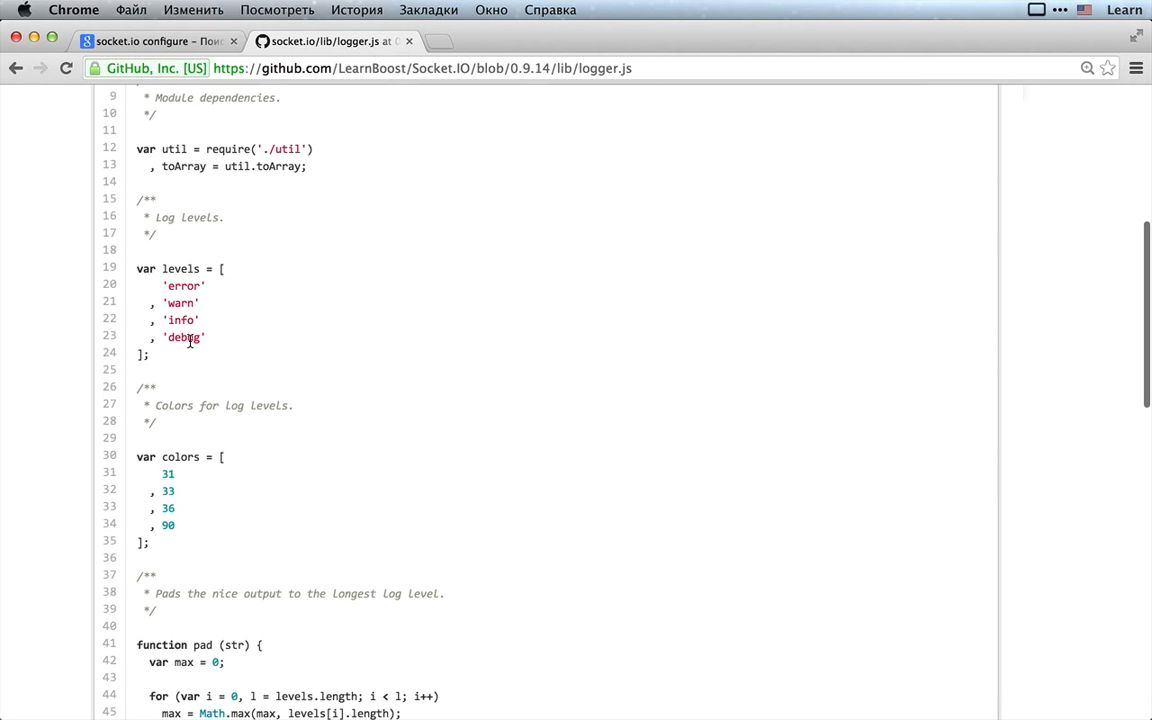 Chrome Файл Изменить Посмотреть История Закладки Окно Справка Learn
socket.io configure – Пои
socket.io/lib/logger.js at
GitHub, Inc. [US] https://github.com/LearnBoost/Socket.IO/blob/0.9.14/lib/logger.js
9 * Module dependencies.
10 */
11
12 var util = require('./util')
13 , toArray = util.toArray;
14
15 /**
16 * Log levels.
17 */
18
19 var levels = [
20 'error'
21 , 'warn'
22 , 'info'
23 , 'debug'
24 ];
25
26 /**
27 * Colors for log levels.
28 */
29
30 var colors = [
31 31
32 , 33
33 , 36
34 , 90
35 ];
36
37 /**
38 * Pads the nice output to the longest log level.
39 */
40
41 function pad (str) {
42 var max = 0;
43
44 for (var i = 0, l = levels.length; i < l; i++)
45 max = Math.max(max, levels[i].length);